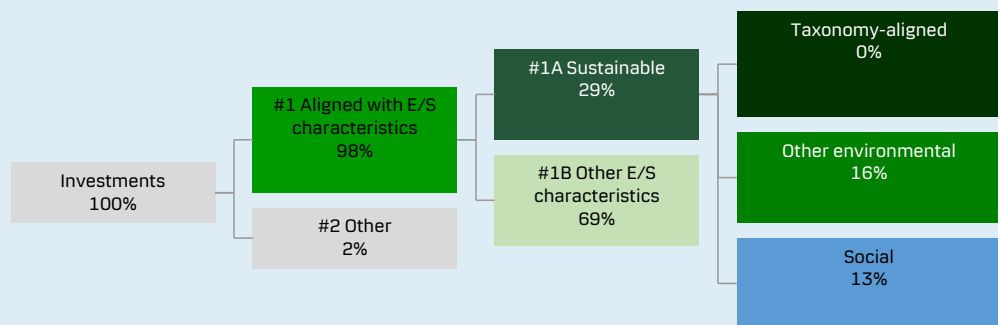 Investments
100%
#1 Aligned with E/S
characteristics
98%
#2 Other
2%
#1A Sustainable
29%
#1B Other E/S
characteristics
69%
Taxonomy-aligned
0%
Other environmental
16%
Social
13%